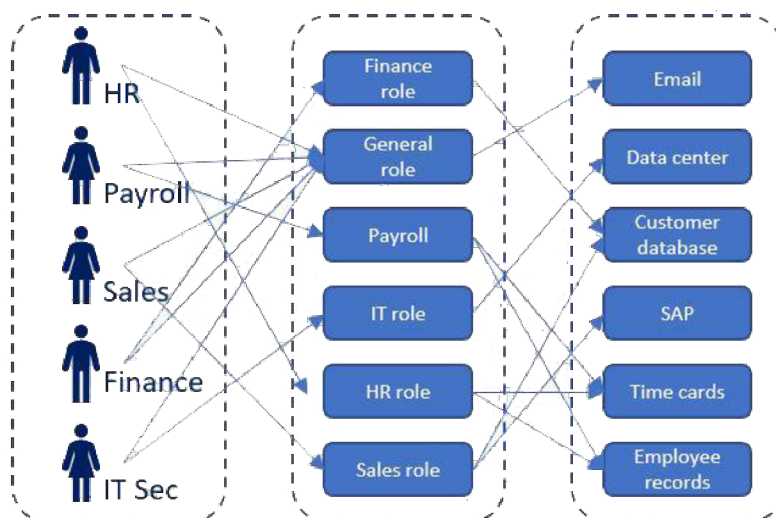 HR
Payroll
Sales
Finance
IT Sec
Finance
role
General
role
Payroll
IT role
HR role
Sales role
Email
Data center
Customer
database
SAP
Time cards
Employee
records